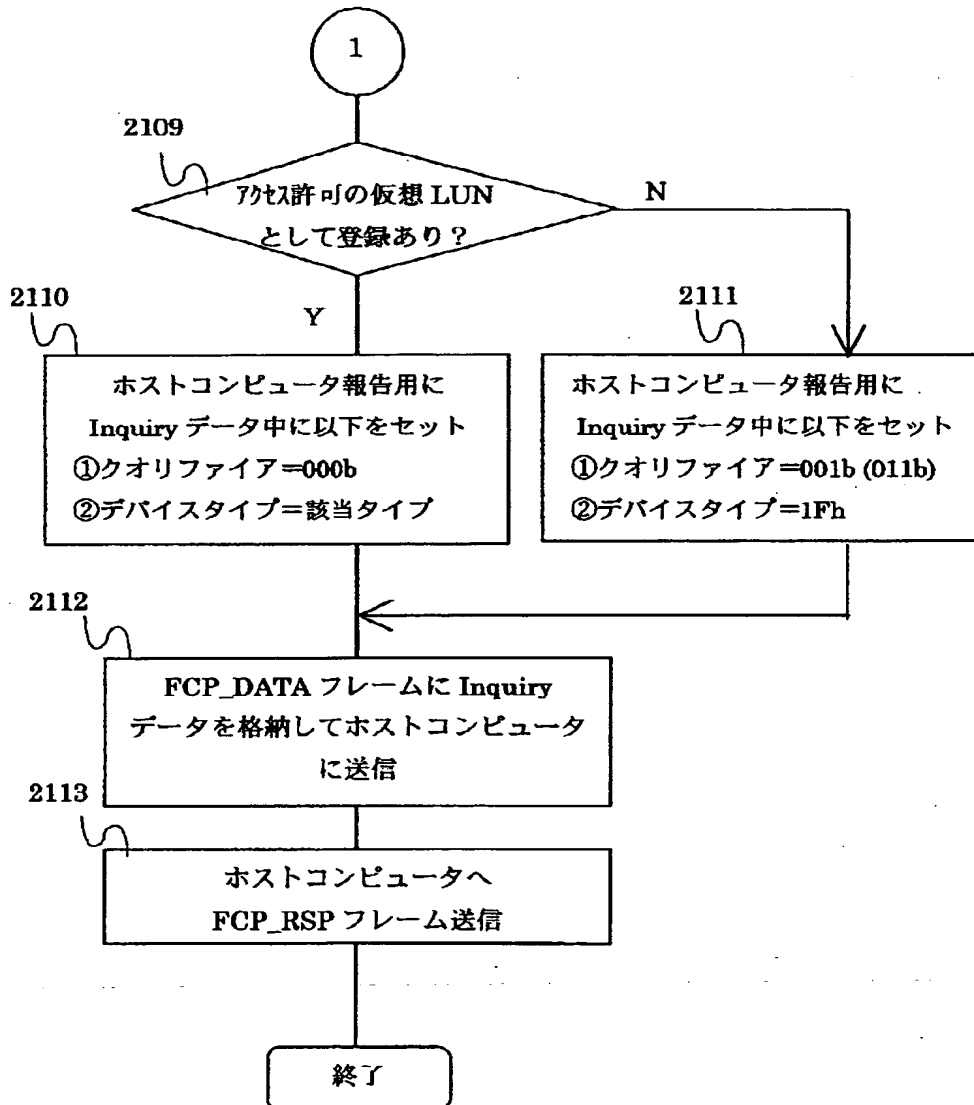 1
2109
アクセス許可の仮想 LUN
として登録あり？
N
Y
2110
ホストコンピュータ報告用に
Inquiry データ中に以下をセット
①クオリファイア＝000b
②デバイスタイプ＝該当タイプ
2111
ホストコンピュータ報告用に
Inquiry データ中に以下をセット
①クオリファイア＝001b (011b)
②デバイスタイプ＝1Fh
2112
FCP_DATA フレームに Inquiry
データを格納してホストコンピュータ
に送信
2113
ホストコンピュータへ
FCP_RSP フレーム送信
終了